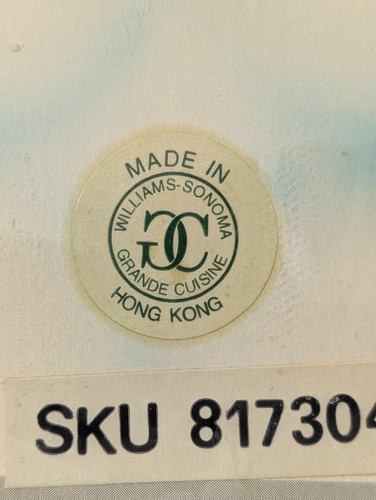 MADE IN
WILLIAMS-SONOMA
GC
GRANDE CUISINE
HONG KONG
SKU 817304